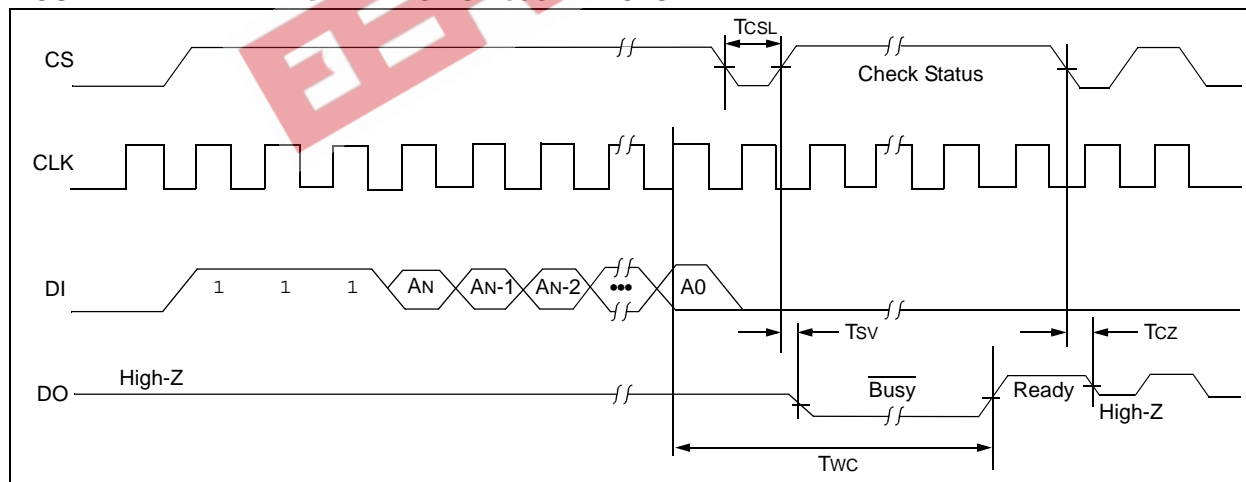 TCSL
CS
Check Status
CLK
DI
1 1 1 AN AN-1 AN-2 ••• A0
TSV
TCZ
High-Z
DO
Busy
Ready
High-Z
TWC